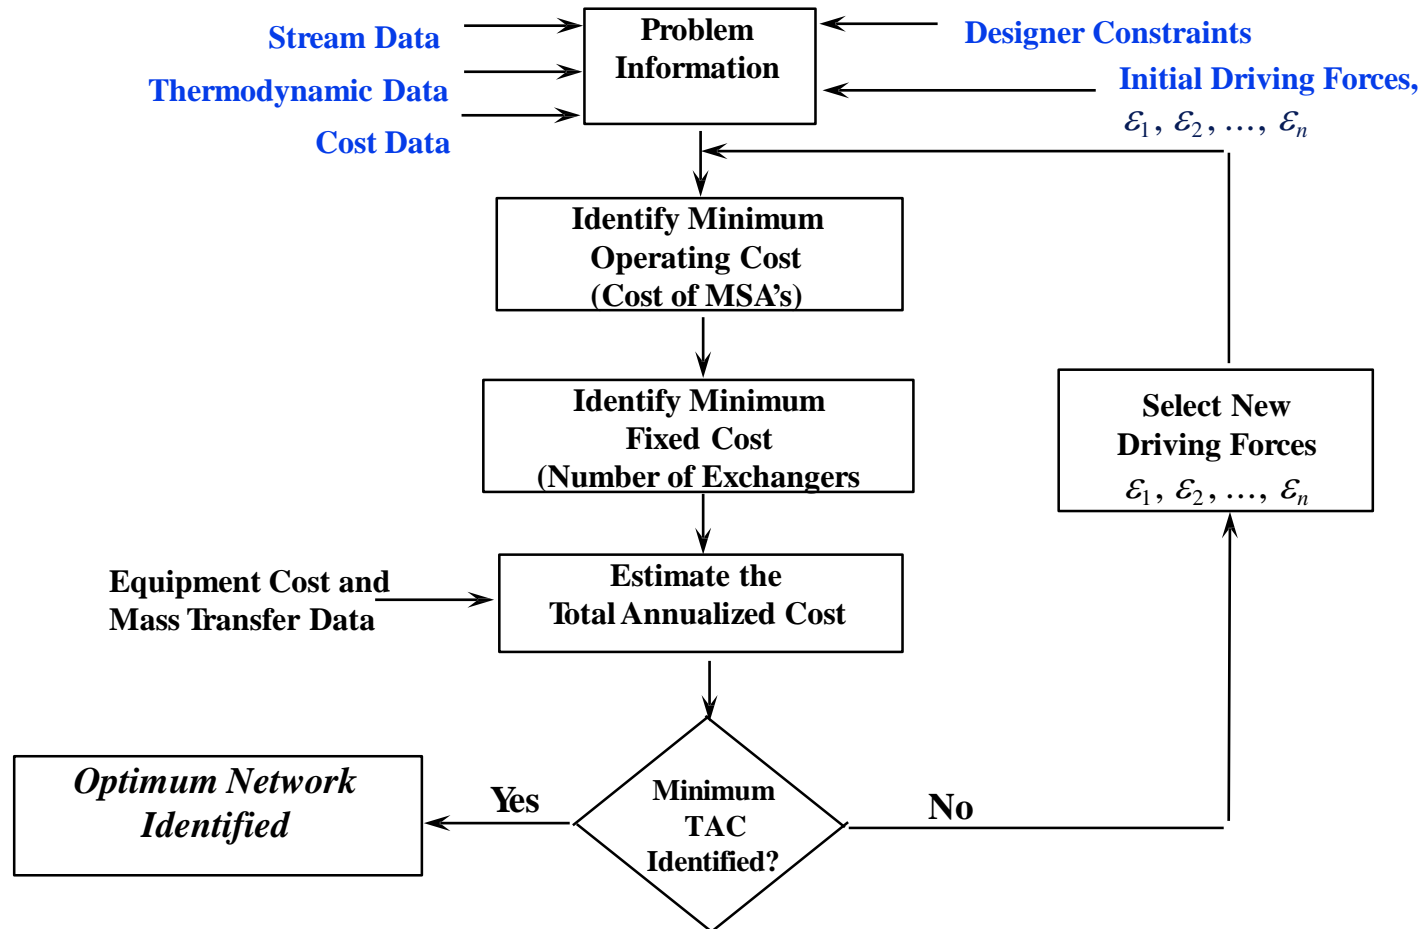 Stream Data
Thermodynamic Data
Cost Data
Problem
Information
Designer Constraints
Initial Driving Forces,
ε₁, ε₂, ..., εₙ
Identify Minimum
Operating Cost
(Cost of MSA's)
Identify Minimum
Fixed Cost
(Number of Exchangers
Select New
Driving Forces
ε₁, ε₂, ..., εₙ
Equipment Cost and
Mass Transfer Data
Estimate the
Total Annualized Cost
Optimum Network
Identified
Yes
Minimum
TAC
Identified?
No